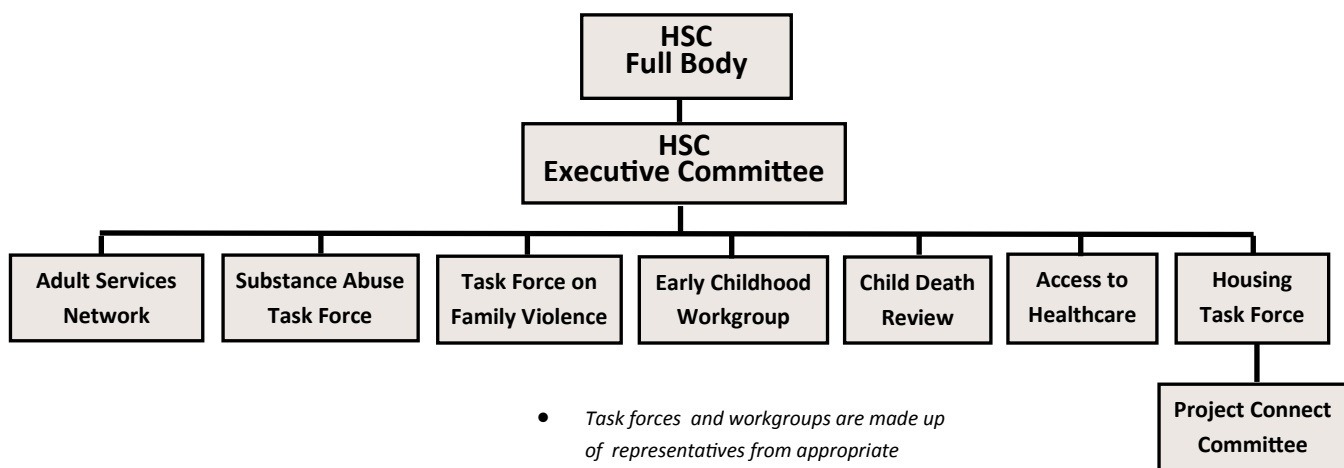 HSC
Full Body
HSC
Executive Committee
Adult Services
Network
Substance Abuse
Task Force
Task Force on
Family Violence
Early Childhood
Workgroup
Child Death
Review
Access to
Healthcare
Housing
Task Force
Project Connect
Committee
• Task forces and workgroups are made up
of representatives from appropriate